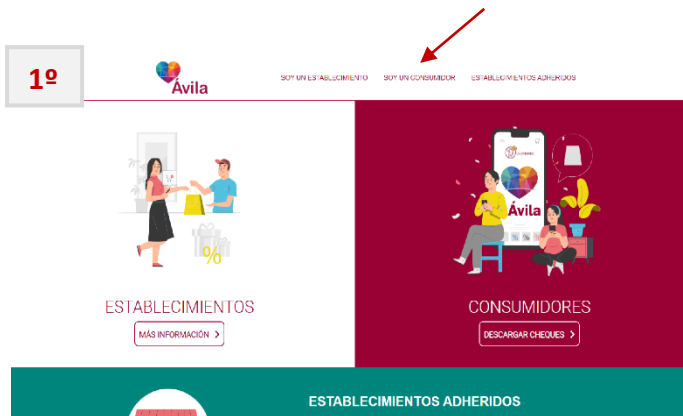 1º
Ávila
SOY UN ESTABLECIMIENTO SOY UN CONSUMIDOR ESTABLECIMIENTOS ADHERIDOS
%
Ávila
ESTABLECIMIENTOS
MÁS INFORMACIÓN >
CONSUMIDORES
DESCARGAR CHEQUES >
ESTABLECIMIENTOS ADHERIDOS